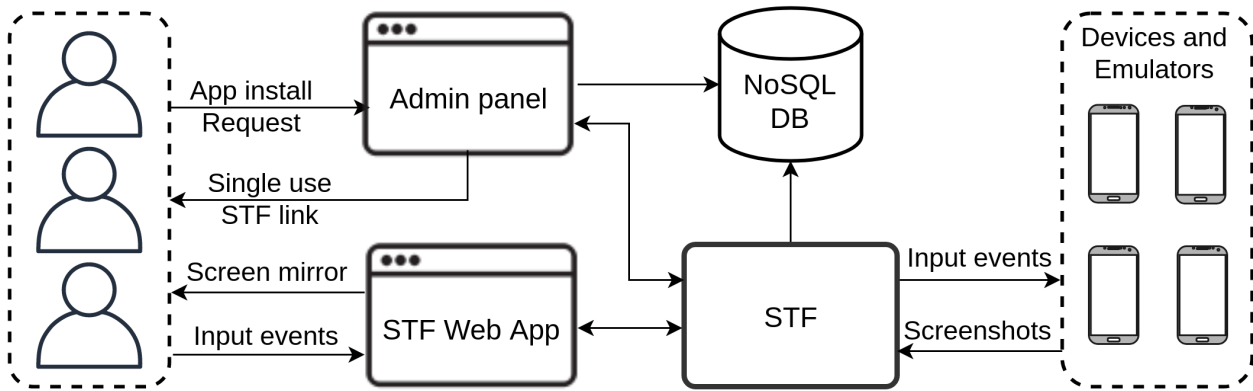 App install
Request
Admin panel
NoSQL
DB
Devices and
Emulators
Single use
STF link
Screen mirror
Input events
STF Web App
STF
Input events
Screenshots